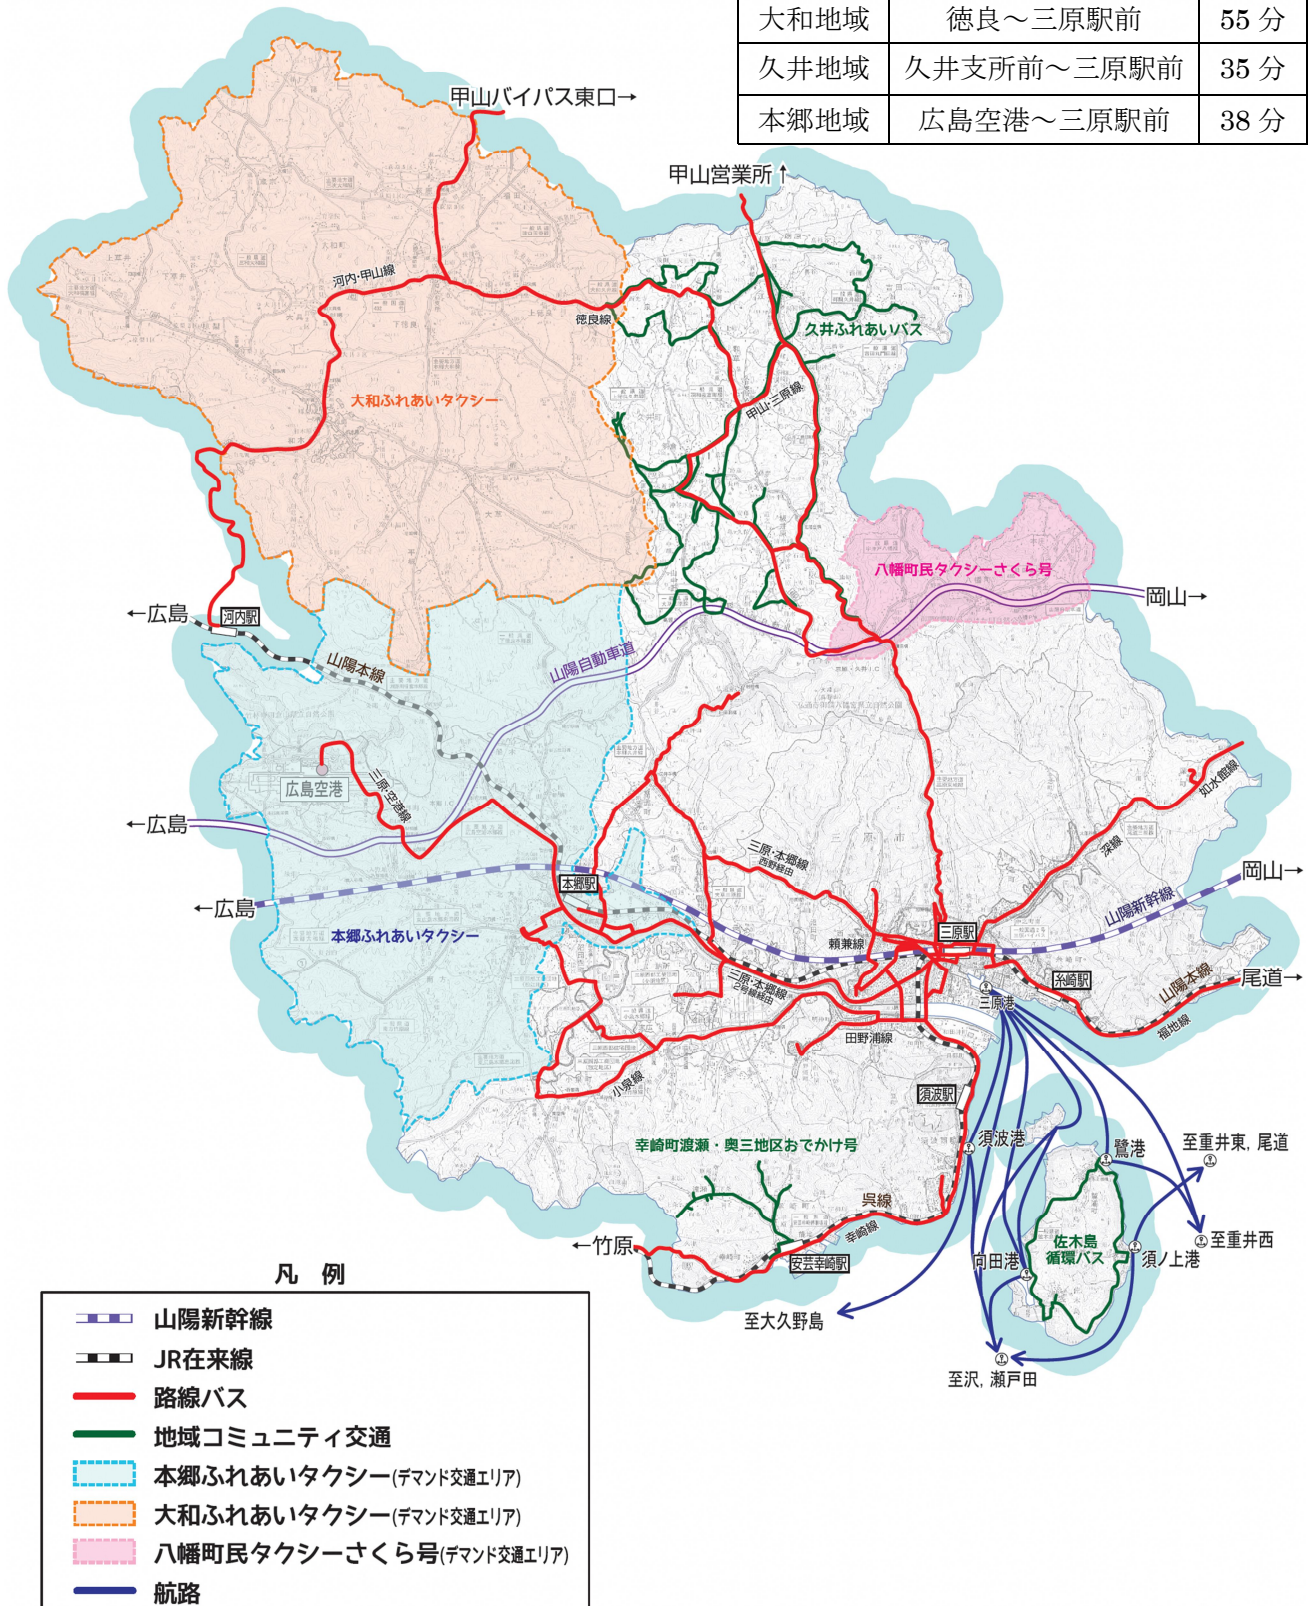 大和地域 徳良～三原駅前 55 分
久井地域 久井支所前～三原駅前 35 分
本郷地域 広島空港～三原駅前 38 分
甲山バイパス東口→
甲山営業所↑
河内・甲山線
徳良線
久井ふれあいバス
大和ふれあいタクシー
甲山・三原線
八幡町民タクシーさくら号
岡山→
←広島
河内駅
山陽本線
山陽自動車道
広島空港
三原・空港線
←広島
如水館線
深線
三原・本郷線
西野経由
岡山→
本郷駅
山陽新幹線
←広島
本郷ふれあいタクシー
頼兼線
三原駅
三原・本郷線
2号線経由
糸崎駅
山陽本線
尾道→
三原港
福地線
田野浦線
小泉線
須波駅
須波港
幸崎町渡瀬・奥三地区おでかけ号
鷺港
至重井東, 尾道
呉線
幸崎線
←竹原
安芸幸崎駅
佐木島
循環バス
向田港
須ノ上港
至重井西
至大久野島
至沢, 瀬戸田
凡 例
山陽新幹線
JR在来線
路線バス
地域コミュニティ交通
本郷ふれあいタクシー(デマンド交通エリア)
大和ふれあいタクシー(デマンド交通エリア)
八幡町民タクシーさくら号(デマンド交通エリア)
航路